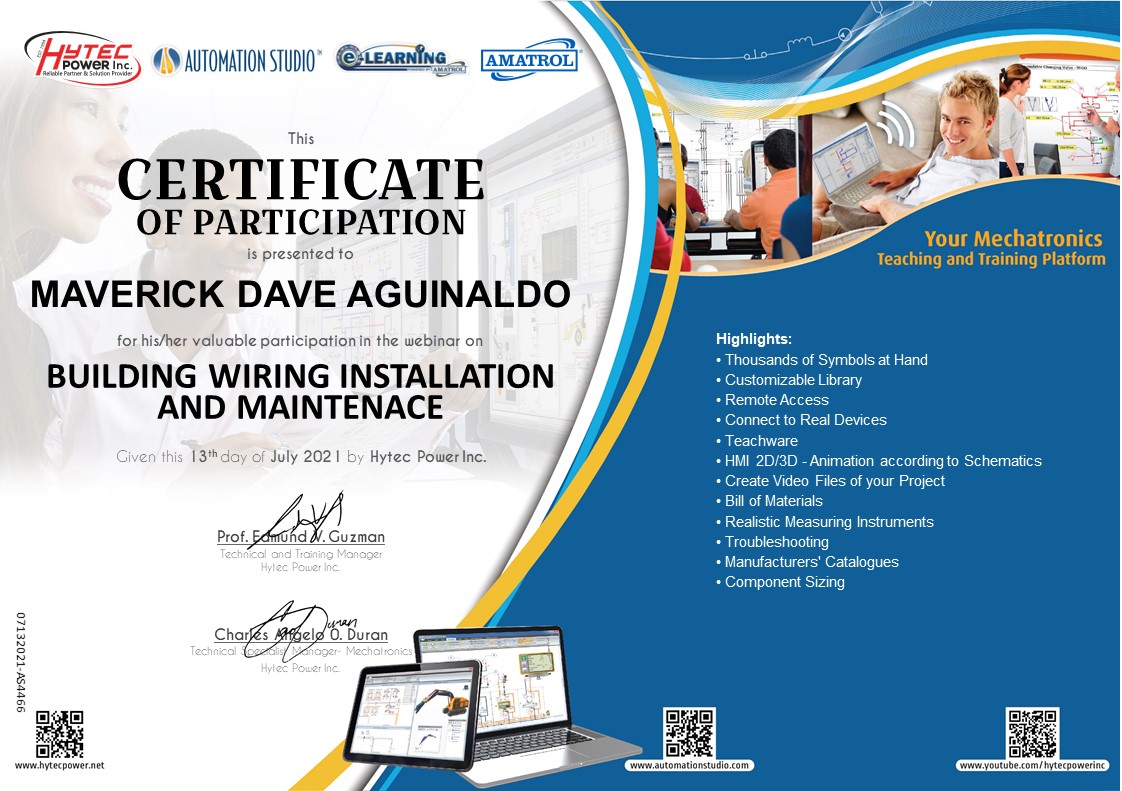 HYTEC
POWER Inc.
Reliable Partner & Solution Provider
AUTOMATION STUDIO™
e-LEARNING
POWERED BY AMATROL
AMATROL®
This
CERTIFICATE
OF PARTICIPATION
is presented to
MAVERICK DAVE AGUINALDO
for his/her valuable participation in the webinar on
BUILDING WIRING INSTALLATION
AND MAINTENACE
Given this 13th day of July 2021 by Hytec Power Inc.
Prof. Edmund V. Guzman
Technical and Training Manager
Hytec Power Inc.
Charles Angelo O. Duran
Technical Specialist Manager- Mechatronics
Hytec Power Inc.
07132021-AS4466
www.hytecpower.net
Your Mechatronics
Teaching and Training Platform
Highlights:
• Thousands of Symbols at Hand
• Customizable Library
• Remote Access
• Connect to Real Devices
• Teachware
• HMI 2D/3D - Animation according to Schematics
• Create Video Files of your Project
• Bill of Materials
• Realistic Measuring Instruments
• Troubleshooting
• Manufacturers' Catalogues
• Component Sizing
www.automationstudio.com
www.youtube.com/hytecpowerinc